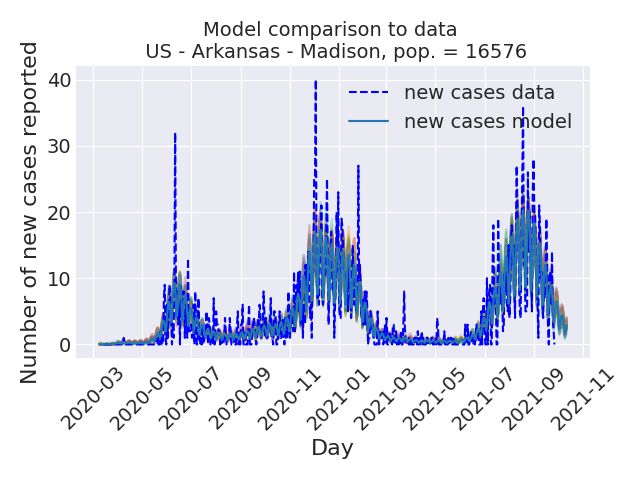 Model comparison to data
US - Arkansas - Madison, pop. = 16576
Number of new cases reported
40
30
20
10
0
new cases data
new cases model
2020-03
2020-05
2020-07
2020-09
2020-11
2021-01
2021-03
2021-05
2021-07
2021-09
2021-11
Day